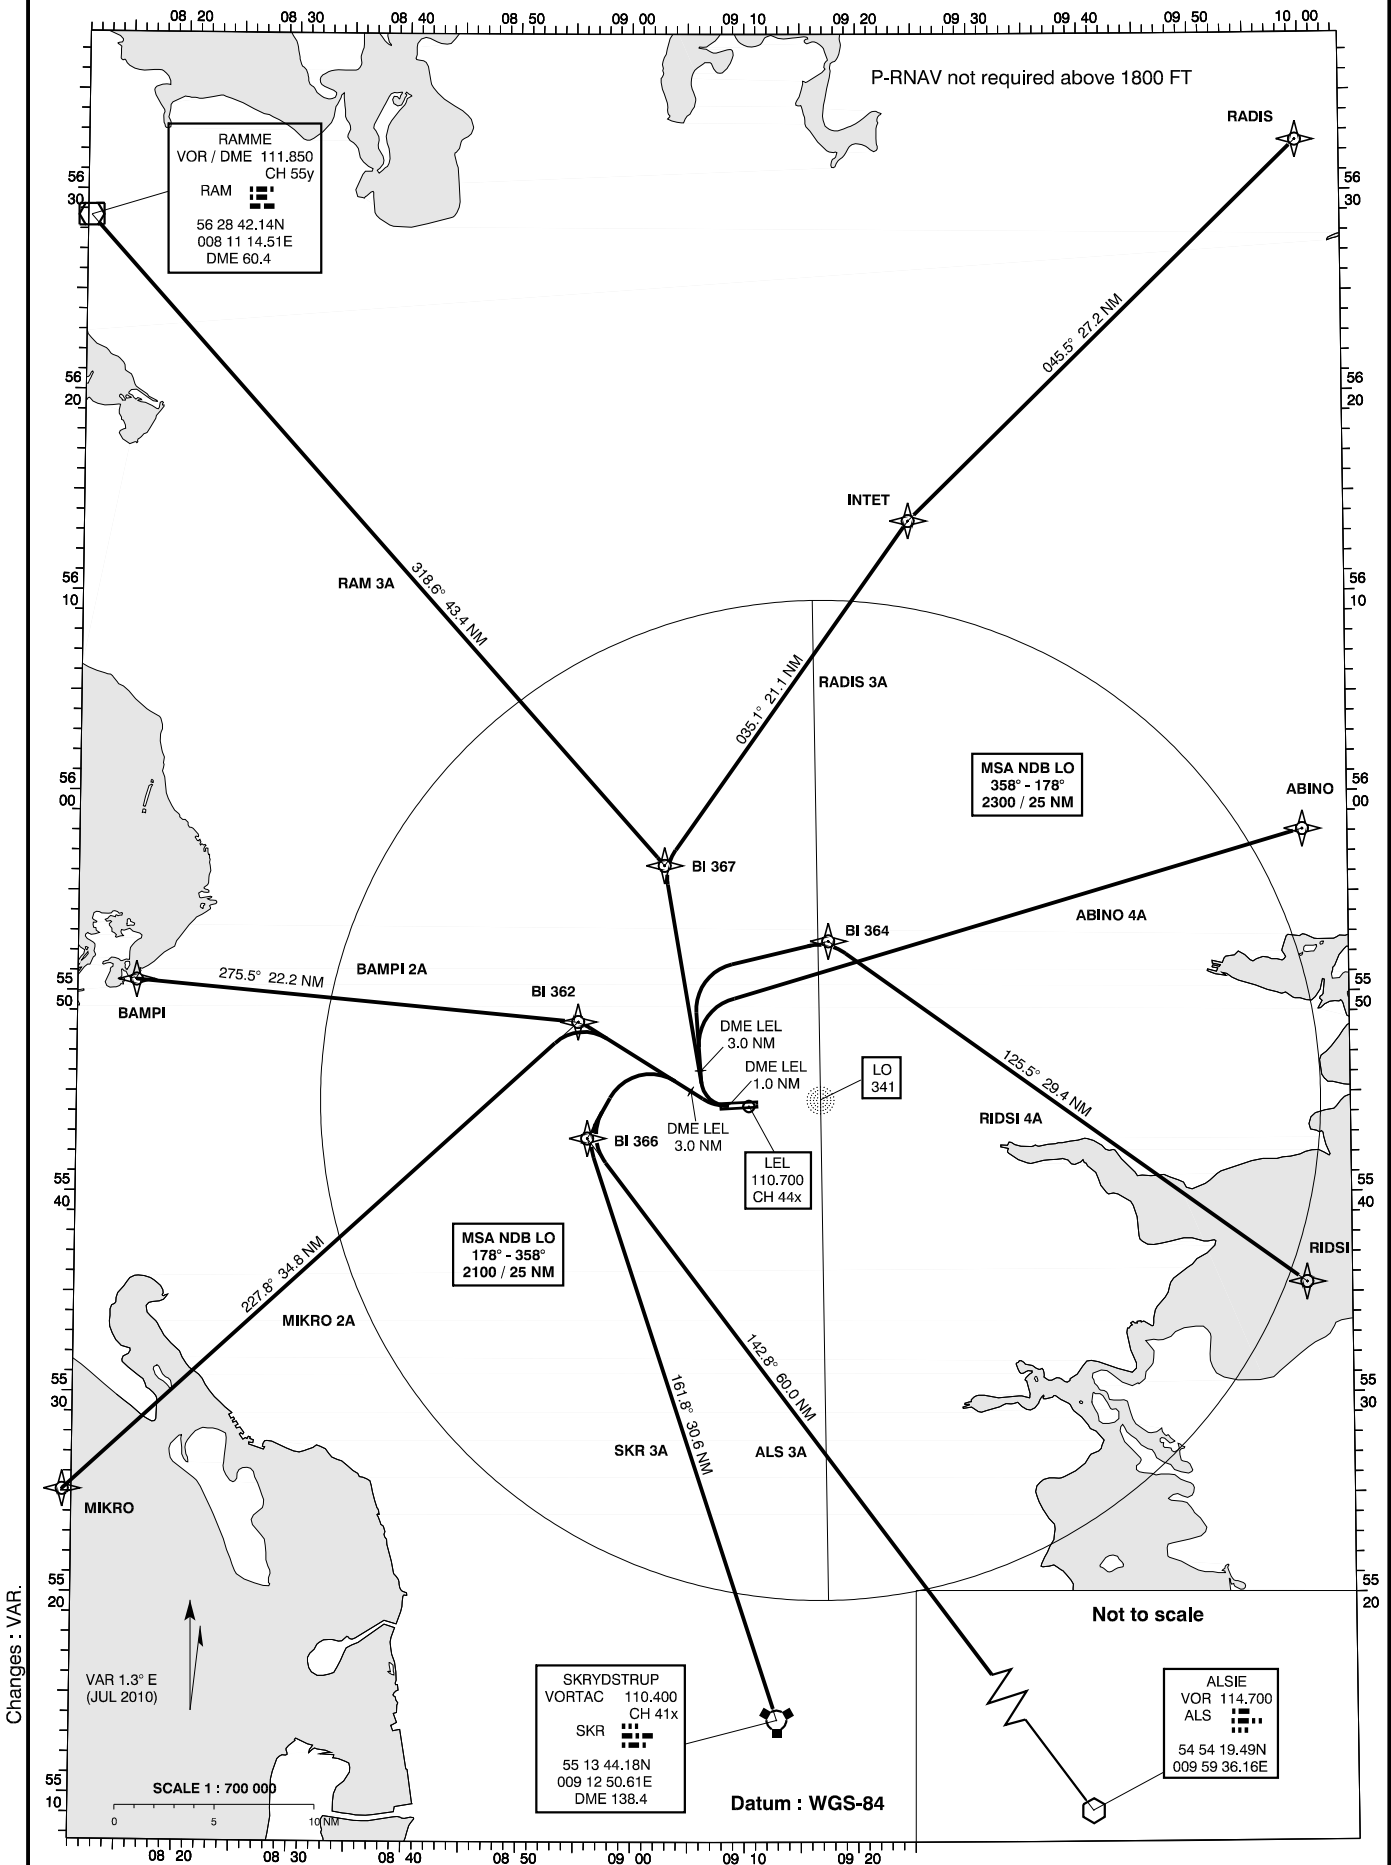 08 20 08 30 08 40 08 50 09 00 09 10 09 20 09 30 09 40 09 50 10 00
P-RNAV not required above 1800 FT
RADIS
RAMME
VOR / DME 111.850
CH 55y
RAM
56 28 42.14N
008 11 14.51E
DME 60.4
56
30
56
30
045.5° 27.2 NM
56
20
56
20
INTET
RAM 3A
318.6° 43.4 NM
56
10
56
10
RADIS 3A
035.1° 21.1 NM
MSA NDB LO
358° - 178°
2300 / 25 NM
56
00
56
00
ABINO
BI 367
ABINO 4A
BI 364
BAMPI 2A
275.5° 22.2 NM
55
50
55
50
BI 362
BAMPI
DME LEL
3.0 NM
DME LEL
1.0 NM
LO
341
125.5° 29.4 NM
RIDSI 4A
DME LEL
3.0 NM
BI 366
LEL
110.700
CH 44x
55
40
55
40
MSA NDB LO
178° - 358°
2100 / 25 NM
RIDSI
227.8° 34.8 NM
MIKRO 2A
142.8° 60.0 NM
161.8° 30.6 NM
55
30
55
30
SKR 3A
ALS 3A
MIKRO
55
20
55
20
Not to scale
Changes : VAR.
VAR 1.3° E
(JUL 2010)
SKRYDSTRUP
VORTAC 110.400
CH 41x
SKR
55 13 44.18N
009 12 50.61E
DME 138.4
ALSIE
VOR 114.700
ALS
54 54 19.49N
009 59 36.16E
55
10
SCALE 1 : 700 000
0 5 10 NM
Datum : WGS-84
08 20 08 30 08 40 08 50 09 00 09 10 09 20